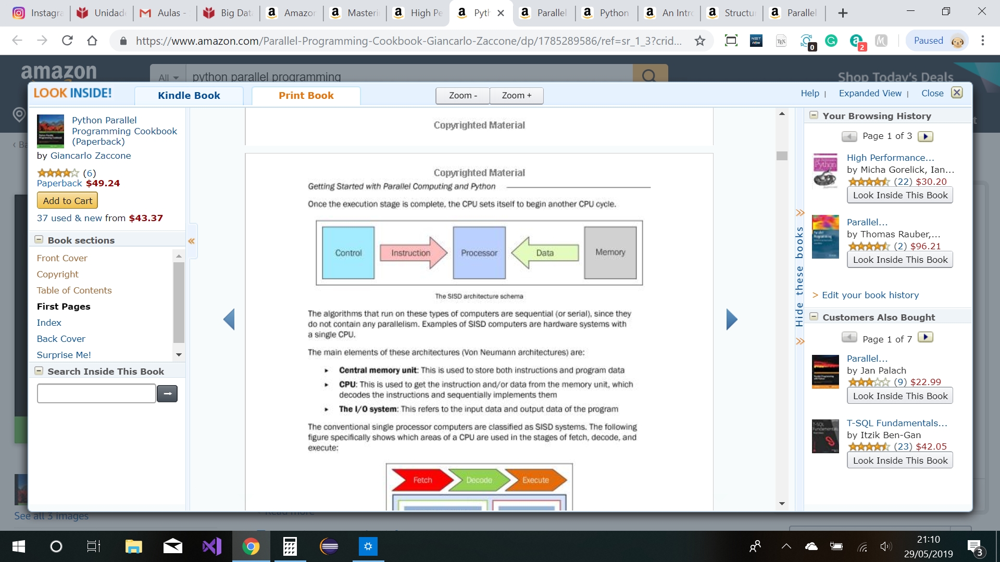 Instagra
Unidad
Aulas -
Big Dat
Amazon
Masteri
High Pe
Pyth
Parallel
Python
An Intro
Structu
Parallel
https://www.amazon.com/Parallel-Programming-Cookbook-Giancarlo-Zaccone/dp/1785289586/ref=sr_1_3?crid...
NET
now
TEX
0
2
Paused
amazon
All
python parallel programming
Shop Today's Deals
LOOK INSIDE!
Kindle Book
Print Book
Zoom -
Zoom +
Help |
Expanded View |
Close
Python Parallel
Programming Cookbook
(Paperback)
by Giancarlo Zaccone
(6)
Paperback $49.24
Add to Cart
37 used & new from $43.37
Book sections
Front Cover
Copyright
Table of Contents
First Pages
Index
Back Cover
Surprise Me!
Search Inside This Book
See all 3 images
Copyrighted Material
Copyrighted Material
Getting Started with Parallel Computing and Python
Once the execution stage is complete, the CPU sets itself to begin another CPU cycle.
Control
Instruction
Processor
Data
Memory
The SISD architecture schema
The algorithms that run on these types of computers are sequential (or serial), since they
do not contain any parallelism. Examples of SISD computers are hardware systems with
a single CPU.
The main elements of these architectures (Von Neumann architectures) are:
Central memory unit: This is used to store both instructions and program data
CPU: This is used to get the instruction and/or data from the memory unit, which
decodes the instructions and sequentially implements them
The I/O system: This refers to the input data and output data of the program
The conventional single processor computers are classified as SISD systems. The following
figure specifically shows which areas of a CPU are used in the stages of fetch, decode, and
execute:
Fetch
Decode
Execute
Read more
Hide these books
Your Browsing History
Page 1 of 3
High Performance...
by Micha Gorelick, Ian...
(22) $30.20
Look Inside This Book
Parallel...
by Thomas Rauber,...
(2) $96.21
Look Inside This Book
> Edit your book history
Customers Also Bought
Page 1 of 7
Parallel...
by Jan Palach
(9) $22.99
Look Inside This Book
T-SQL Fundamentals...
by Itzik Ben-Gan
(23) $42.05
Look Inside This Book
21:10
29/05/2019
3